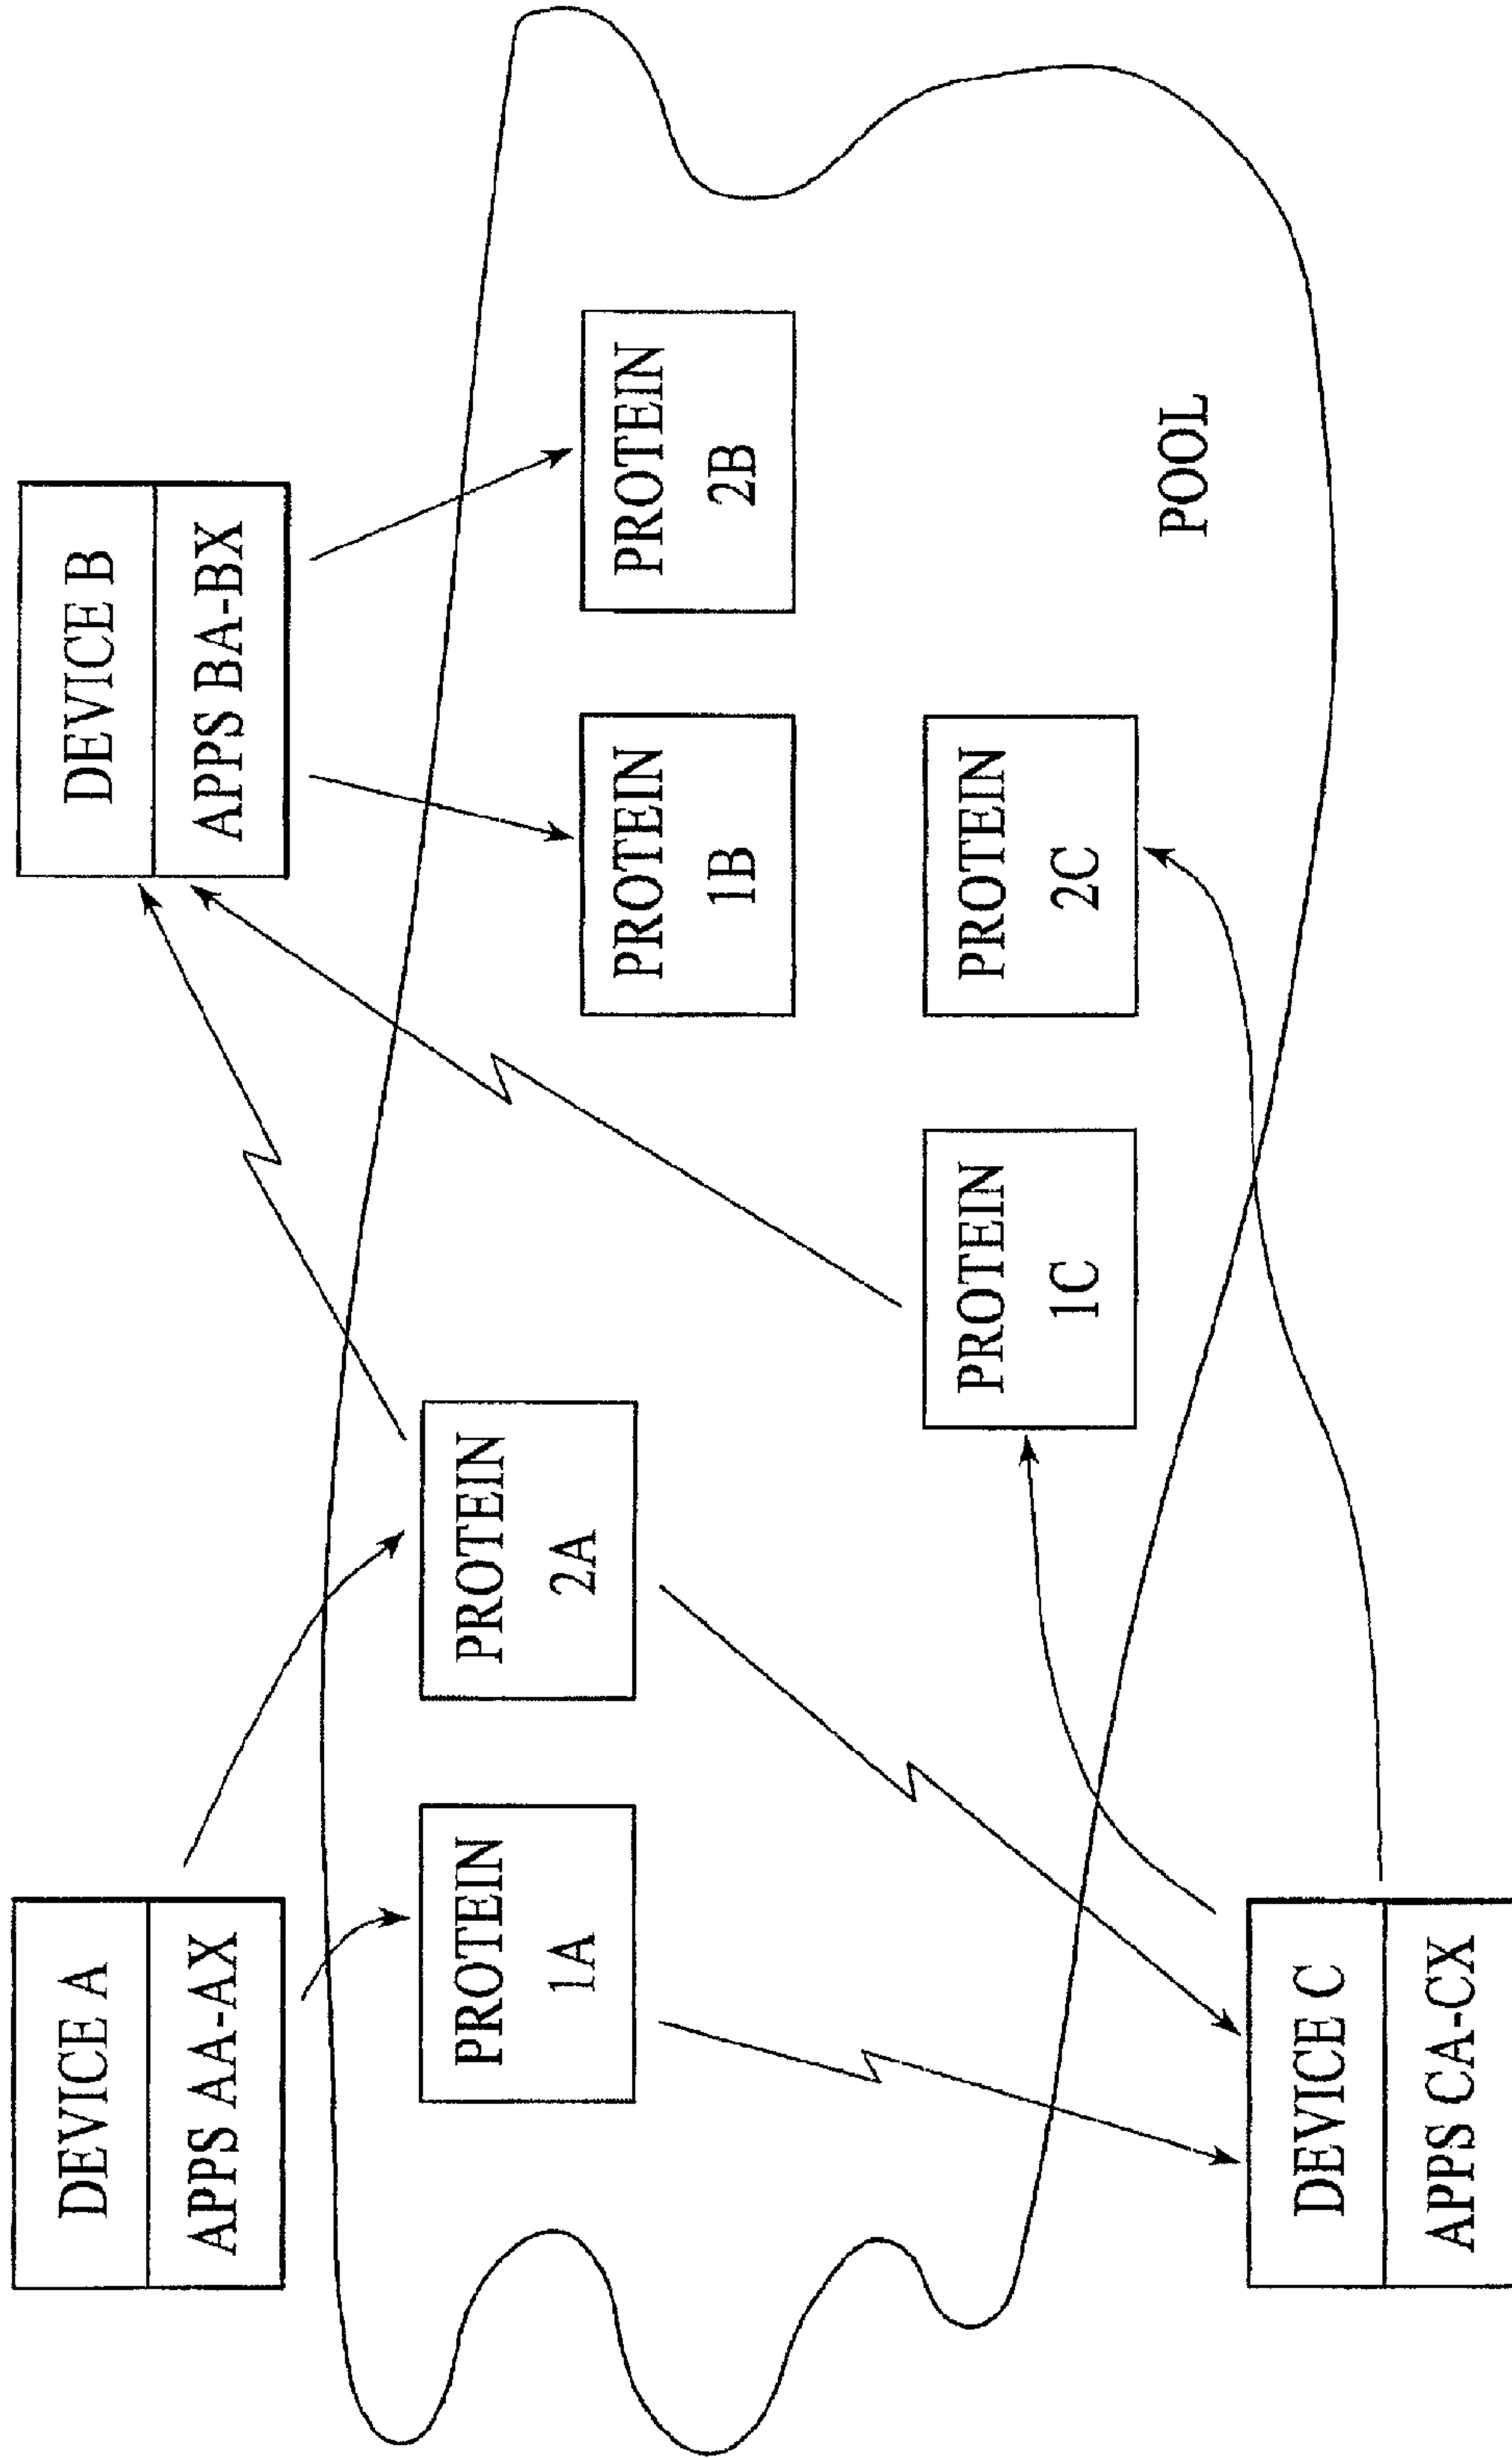 DEVICE A
APPS AA-AX
DEVICE B
APPS BA-BX
PROTEIN
1A
PROTEIN
2A
PROTEIN
1B
PROTEIN
2B
PROTEIN
1C
PROTEIN
2C
POOL
DEVICE C
APPS CA-CX